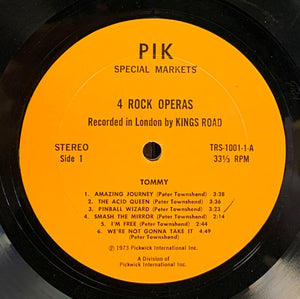 PIK
SPECIAL MARKETS
4 ROCK OPERAS
Recorded in London by KINGS ROAD
STEREO TRS-1001-1-A
Side 1 33⅓ RPM
TOMMY
1. AMAZING JOURNEY (Peter Townshend) 3:38
2. THE ACID QUEEN (Peter Townshend) 3:36
3. PINBALL WIZARD (Peter Townshend) 3:23
4. SMASH THE MIRROR (Peter Townshend) 2:14
5. I'M FREE (Peter Townshend) 2:44
6. WE'RE NOT GONNA TAKE IT (Peter Townshend) 4:49
Ⓟ 1973 Pickwick International Inc.
A Division of
Pickwick International Inc.